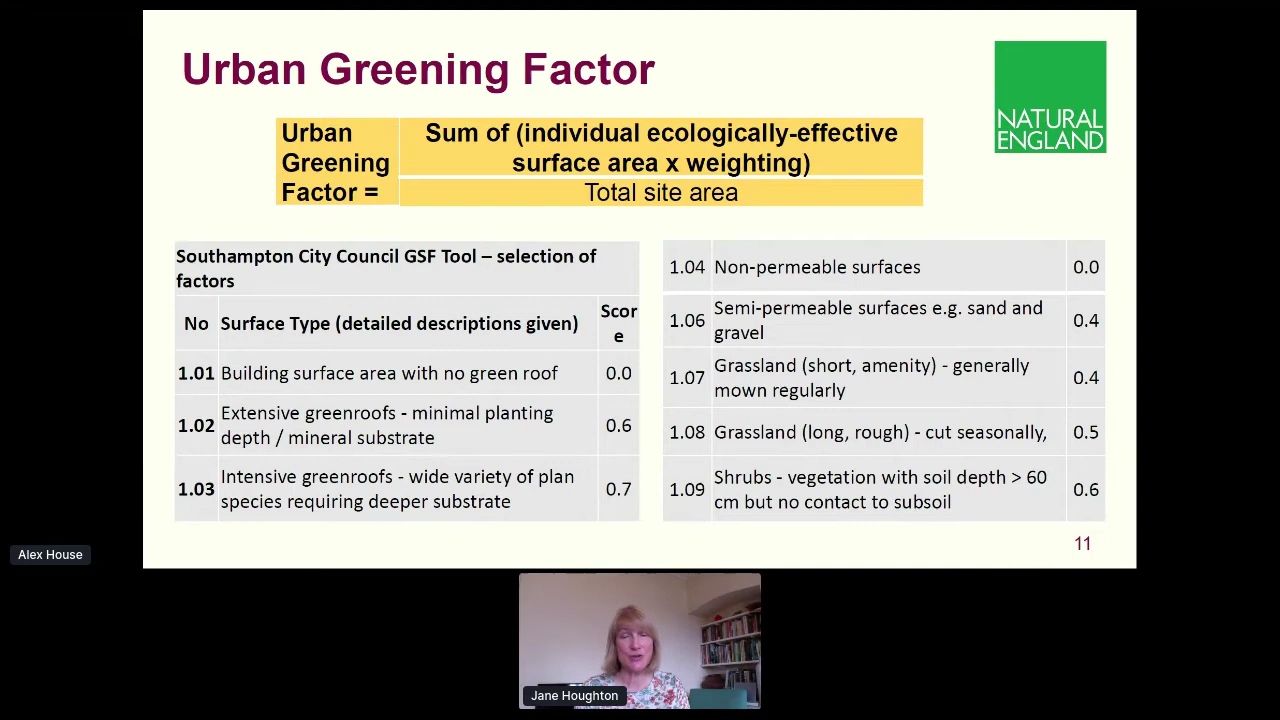 Urban Greening Factor
NATURAL
ENGLAND
Urban
Greening
Factor =
Sum of (individual ecologically-effective
surface area x weighting)
Total site area
Southampton City Council GSF Tool – selection of
factors
No Surface Type (detailed descriptions given) Scor
e
1.01 Building surface area with no green roof 0.0
1.02 Extensive greenroofs - minimal planting
depth / mineral substrate 0.6
1.03 Intensive greenroofs - wide variety of plan
species requiring deeper substrate 0.7
1.04 Non-permeable surfaces 0.0
1.06 Semi-permeable surfaces e.g. sand and
gravel 0.4
1.07 Grassland (short, amenity) - generally
mown regularly 0.4
1.08 Grassland (long, rough) - cut seasonally, 0.5
1.09 Shrubs - vegetation with soil depth > 60
cm but no contact to subsoil 0.6
11
Alex House
Jane Houghton